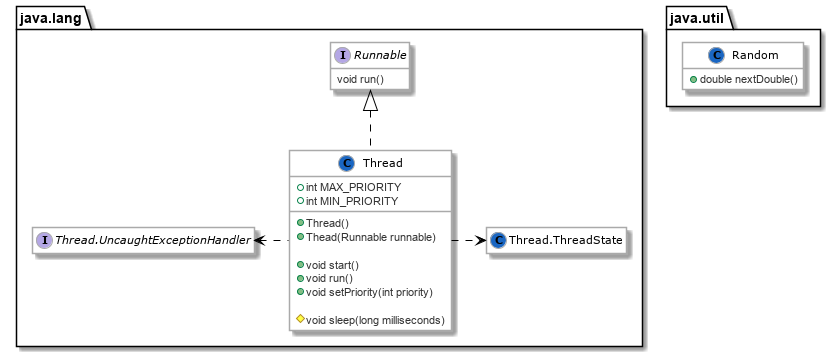 java.lang
I Runnable
void run()
C Thread
int MAX_PRIORITY
int MIN_PRIORITY
Thread()
Thead(Runnable runnable)
void start()
void run()
void setPriority(int priority)
void sleep(long milliseconds)
I Thread.UncaughtExceptionHandler
C Thread.ThreadState
java.util
C Random
double nextDouble()